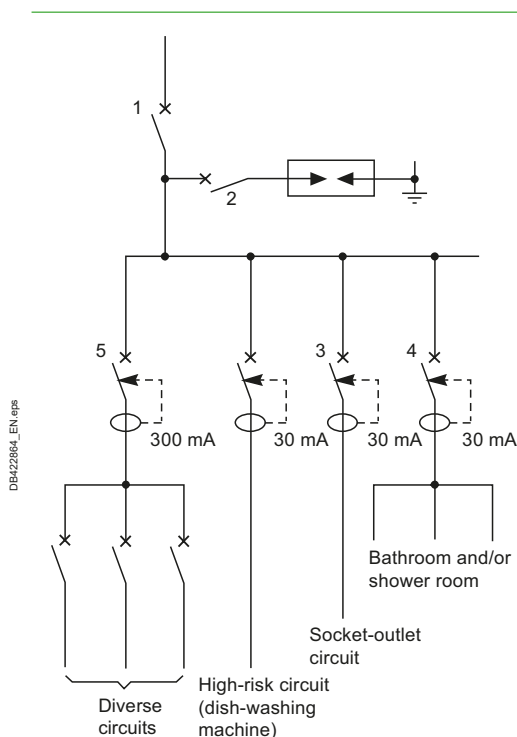 1
2
5
3
4
300 mA
30 mA
30 mA
30 mA
DB422864_EN.eps
Bathroom and/or
shower room
Socket-outlet
circuit
High-risk circuit
(dish-washing
machine)
Diverse
circuits